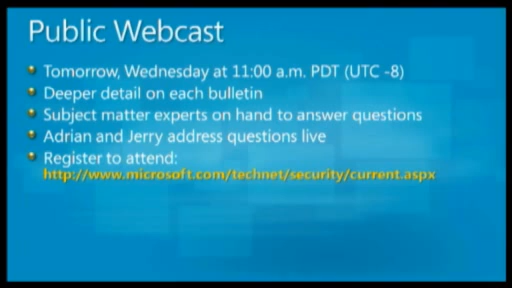 Public Webcast
Tomorrow, Wednesday at 11:00 a.m. PDT (UTC -8)
Deeper detail on each bulletin
Subject matter experts on hand to answer questions
Adrian and Jerry address questions live
Register to attend:
http://www.microsoft.com/technet/security/current.aspx